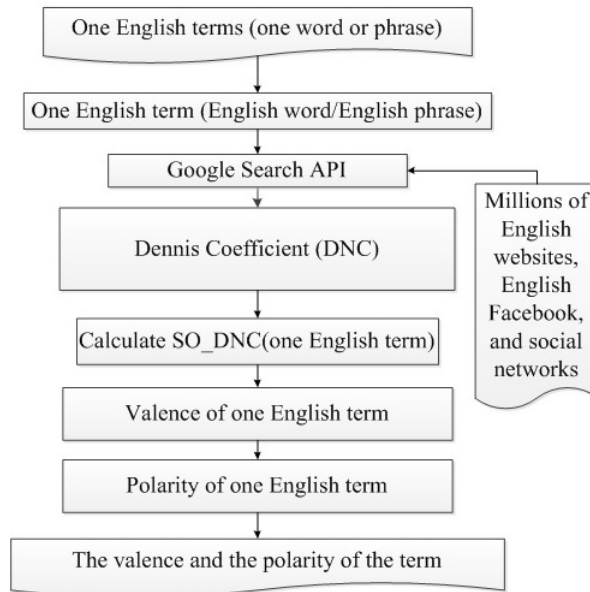 One English terms (one word or phrase)
One English term (English word/English phrase)
Google Search API
Millions of
English
websites,
English
Facebook,
and social
networks
Dennis Coefficient (DNC)
Calculate SO_DNC(one English term)
Valence of one English term
Polarity of one English term
The valence and the polarity of the term